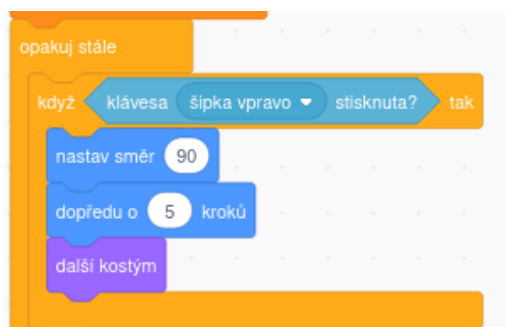 opakuj stále
když klávesa šipka vpravo stisknuta? tak
nastav směr 90
dopředu o 5 kroků
další kostým